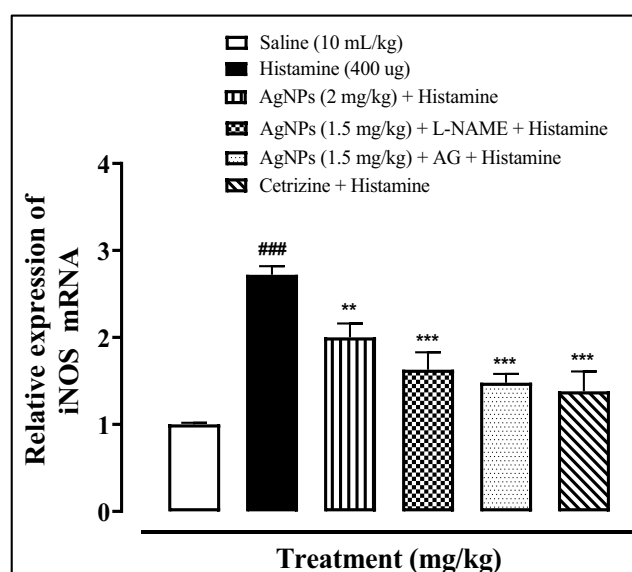 Saline (10 mL/kg)
Histamine (400 ug)
AgNPs (2 mg/kg) + Histamine
AgNPs (1.5 mg/kg) + L-NAME + Histamine
AgNPs (1.5 mg/kg) + AG + Histamine
Cetrizine + Histamine
Relative expression of
iNOS mRNA
4
3
2
1
0
###
**
***
***
***
Treatment (mg/kg)